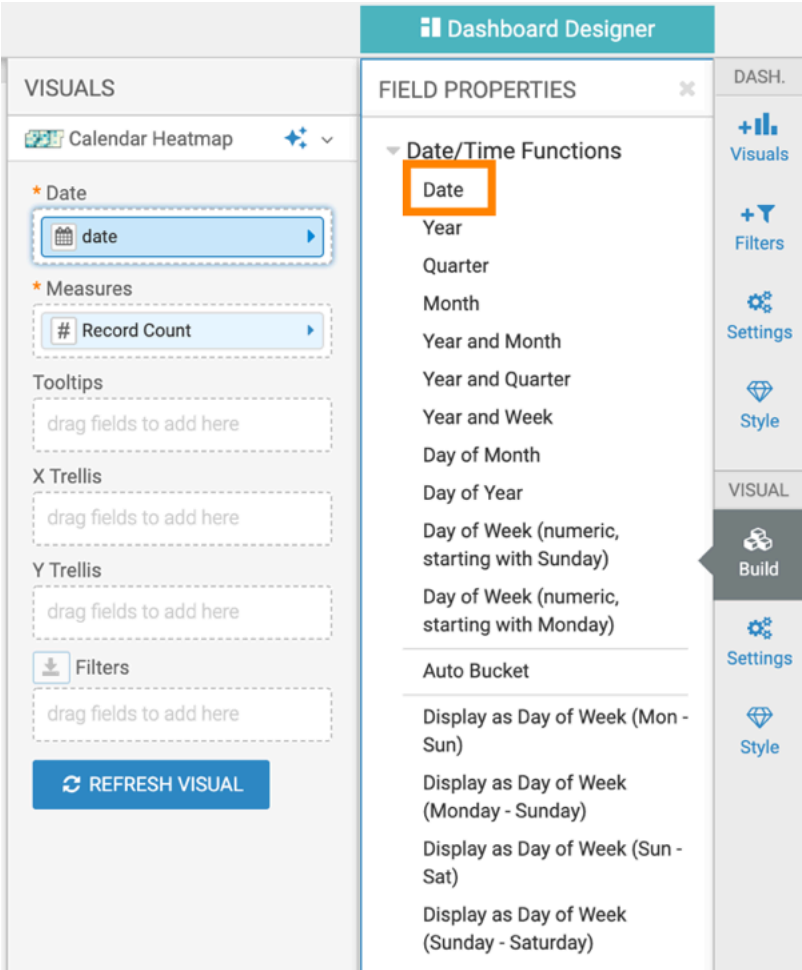 Dashboard Designer
VISUALS
Calendar Heatmap
* Date
date
* Measures
# Record Count
Tooltips
drag fields to add here
X Trellis
drag fields to add here
Y Trellis
drag fields to add here
Filters
drag fields to add here
REFRESH VISUAL
FIELD PROPERTIES
Date/Time Functions
Date
Year
Quarter
Month
Year and Month
Year and Quarter
Year and Week
Day of Month
Day of Year
Day of Week (numeric,
starting with Sunday)
Day of Week (numeric,
starting with Monday)
Auto Bucket
Display as Day of Week (Mon -
Sun)
Display as Day of Week
(Monday - Sunday)
Display as Day of Week (Sun -
Sat)
Display as Day of Week
(Sunday - Saturday)
DASH.
Visuals
Filters
Settings
Style
VISUAL
Build
Settings
Style